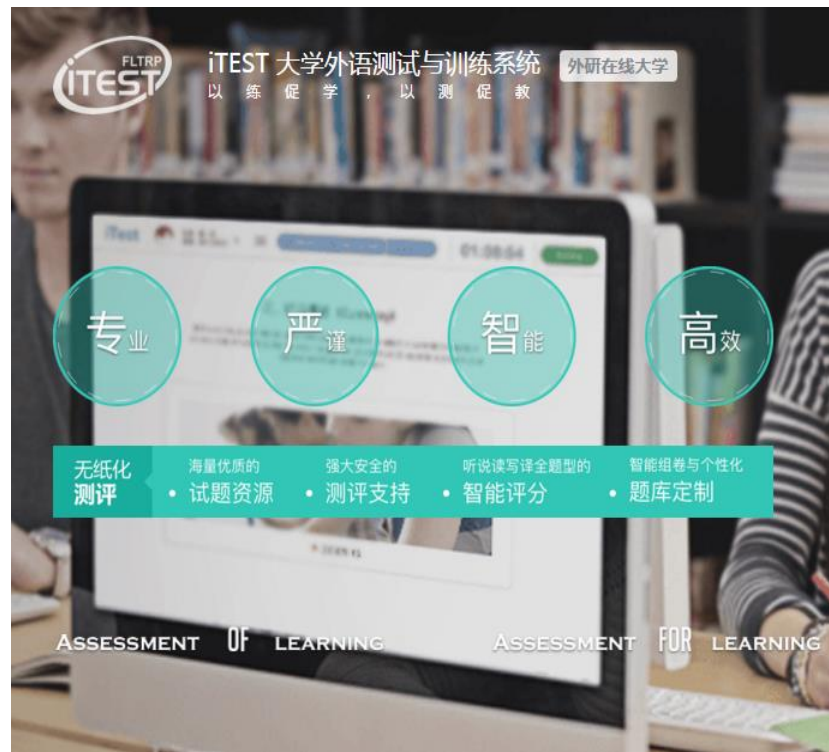 FLTRP
iTEST
iTEST 大学外语测试与训练系统 外研在线大学
以练促学，以测促教
iTest
01:08:54
专业 严谨 智能 高效
无纸化 海量优质的 强大安全的 听说读写译全题型的 智能组卷与个性化
测评 • 试题资源 • 测评支持 • 智能评分 • 题库定制
ASSESSMENT OF LEARNING ASSESSMENT FOR LEARNING